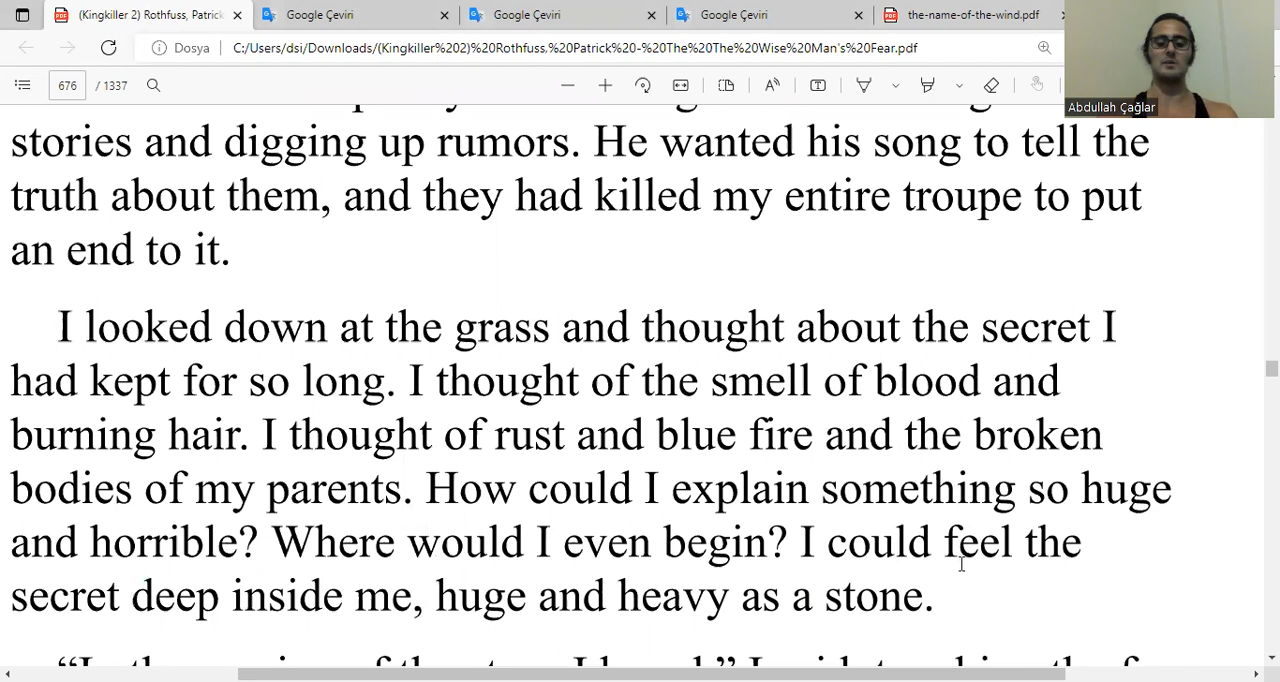 (Kingkiller 2) Rothfuss, Patrick
Google Çeviri
Google Çeviri
Google Çeviri
the-name-of-the-wind.pdf
Dosya
C:/Users/dsi/Downloads/(Kingkiller%202)%20Rothfuss,%20Patrick%20-%20The%20The%20Wise%20Man's%20Fear.pdf
676 / 1337
Abdullah Çağlar
stories and digging up rumors. He wanted his song to tell the
truth about them, and they had killed my entire troupe to put
an end to it.
I looked down at the grass and thought about the secret I
had kept for so long. I thought of the smell of blood and
burning hair. I thought of rust and blue fire and the broken
bodies of my parents. How could I explain something so huge
and horrible? Where would I even begin? I could feel the
secret deep inside me, huge and heavy as a stone.